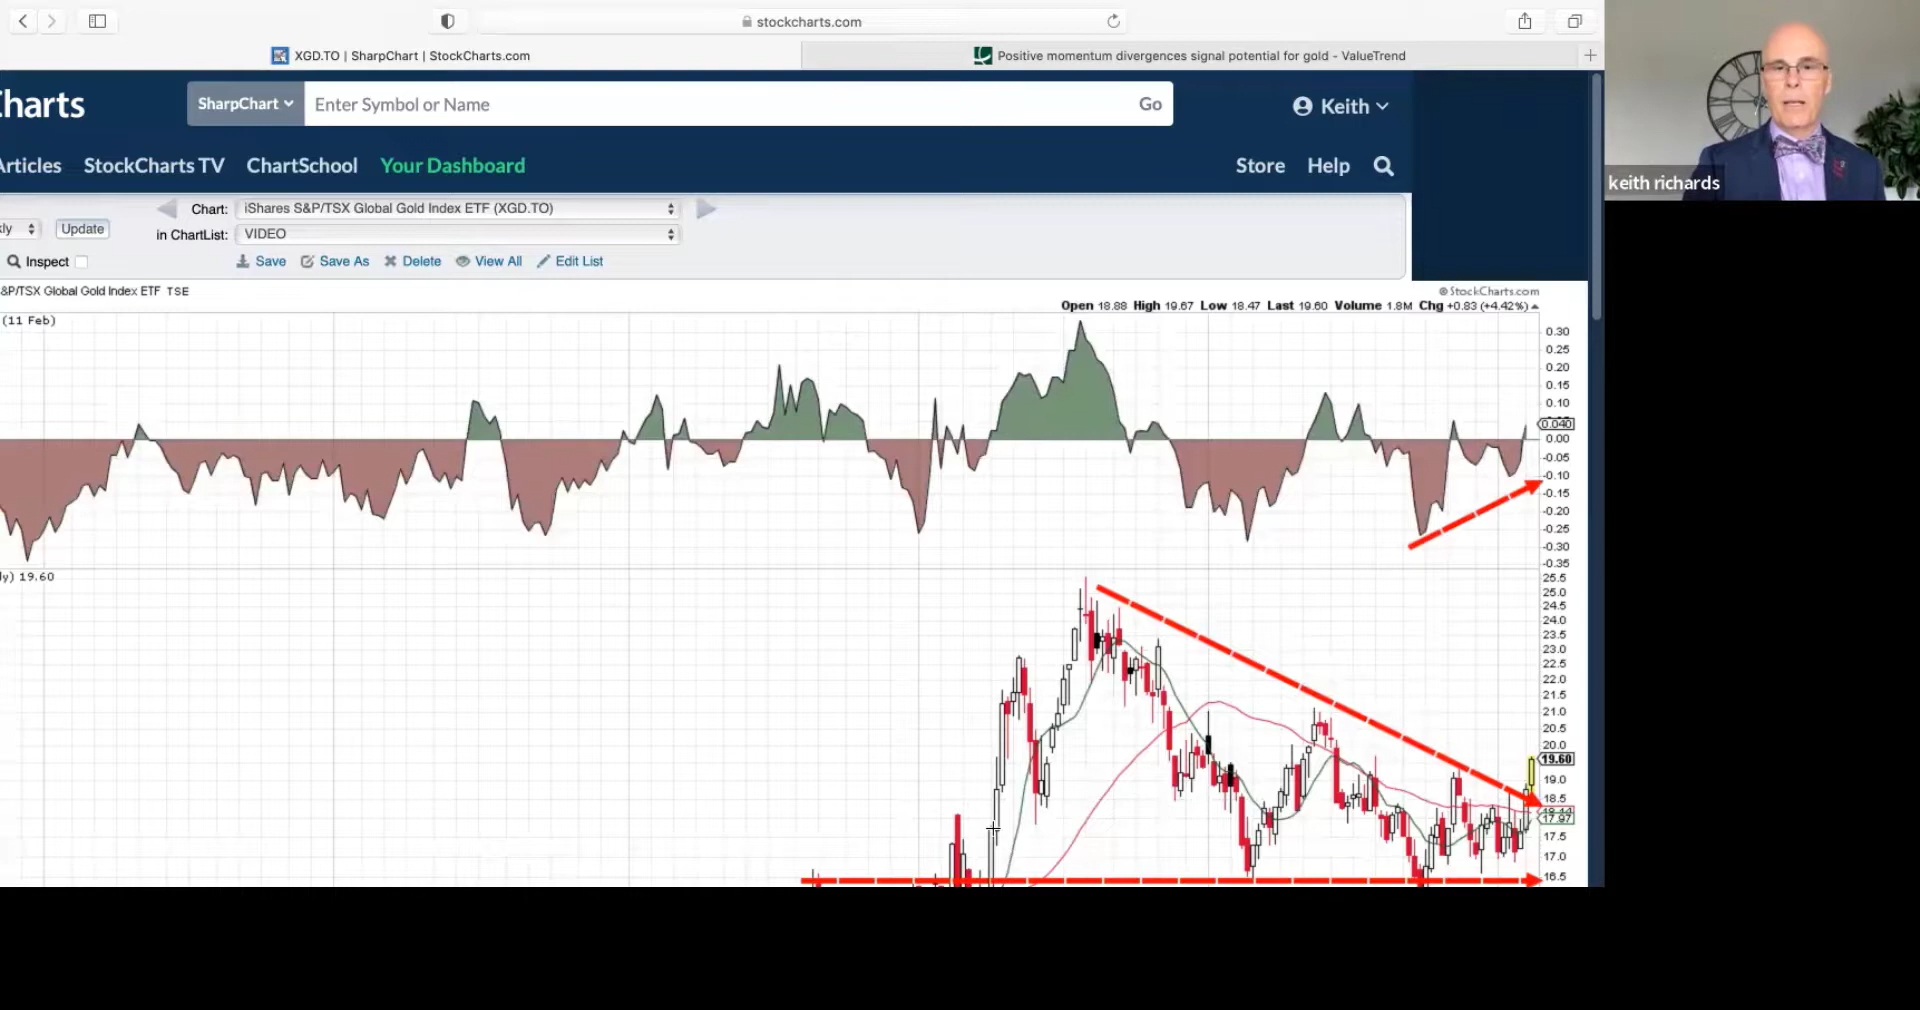 stockcharts.com
XGD.TO | SharpChart | StockCharts.com
Positive momentum divergences signal potential for gold - ValueTrend
Charts
SharpChart
Enter Symbol or Name
Go
Keith
Articles StockCharts TV ChartSchool Your Dashboard
Store Help
keith richards
Chart: iShares S&P/TSX Global Gold Index ETF (XGD.TO)
kly Update
in ChartList: VIDEO
Inspect
Save Save As Delete View All Edit List
&P/TSX Global Gold Index ETF TSE
© StockCharts.com
Open 18.88 High 19.67 Low 18.47 Last 19.60 Volume 1.8M Chg +0.83 (+4.42%)
(11 Feb)
0.30
0.25
0.20
0.15
0.10
0.040
0.00
-0.05
-0.10
-0.15
-0.20
-0.25
-0.30
-0.35
ly) 19.60
25.5
25.0
24.5
24.0
23.5
23.0
22.5
22.0
21.5
21.0
20.5
20.0
19.60
19.0
18.5
17.97
17.5
17.0
16.5